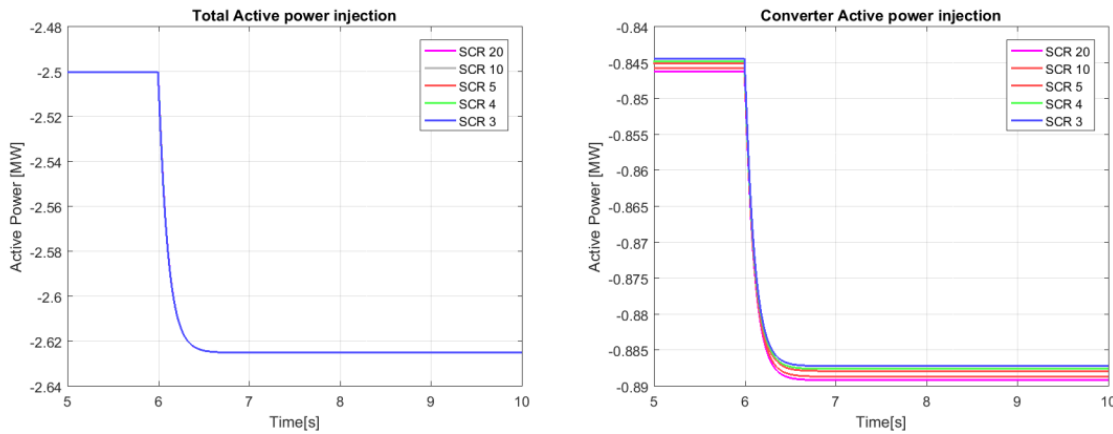 Total Active power injection
-2.48
-2.5
-2.52
-2.54
-2.56
-2.58
-2.6
-2.62
-2.64
Active Power [MW]
5
6
7
8
9
10
Time[s]
SCR 20
SCR 10
SCR 5
SCR 4
SCR 3
Converter Active power injection
-0.84
-0.845
-0.85
-0.855
-0.86
-0.865
-0.87
-0.875
-0.88
-0.885
-0.89
Active Power [MW]
5
6
7
8
9
10
Time[s]
SCR 20
SCR 10
SCR 5
SCR 4
SCR 3